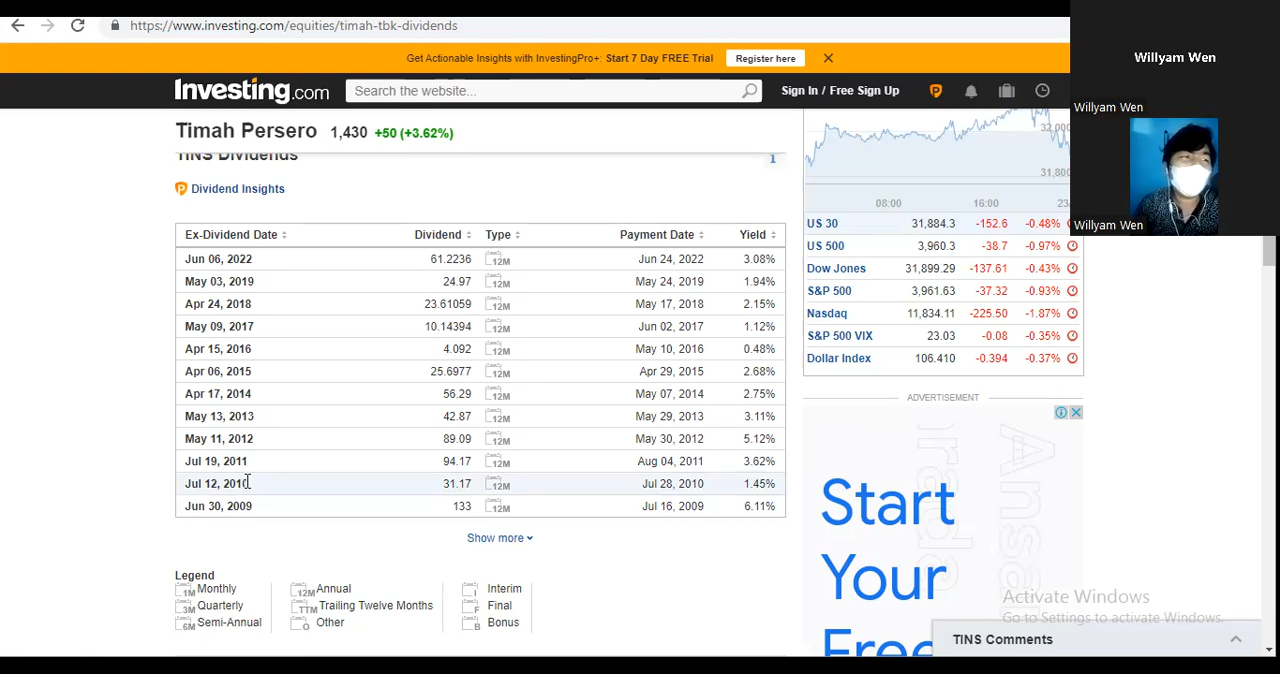 https://www.investing.com/equities/timah-tbk-dividends
Willyam Wen
Willyam Wen
Willyam Wen
Get Actionable Insights with InvestingPro+: Start 7 Day FREE Trial Register here
Investing.com Search the website... Sign In / Free Sign Up
Timah Persero 1,430 +50 (+3.62%)
TINS Dividends
Dividend Insights
Ex-Dividend Date Dividend Type Payment Date Yield
Jun 06, 2022 61.2236 12M Jun 24, 2022 3.08%
May 03, 2019 24.97 12M May 24, 2019 1.94%
Apr 24, 2018 23.61059 12M May 17, 2018 2.15%
May 09, 2017 10.14394 12M Jun 02, 2017 1.12%
Apr 15, 2016 4.092 12M May 10, 2016 0.48%
Apr 06, 2015 25.6977 12M Apr 29, 2015 2.68%
Apr 17, 2014 56.29 12M May 07, 2014 2.75%
May 13, 2013 42.87 12M May 29, 2013 3.11%
May 11, 2012 89.09 12M May 30, 2012 5.12%
Jul 19, 2011 94.17 12M Aug 04, 2011 3.62%
Jul 12, 2010 31.17 12M Jul 28, 2010 1.45%
Jun 30, 2009 133 12M Jul 16, 2009 6.11%
Show more
Legend
1M Monthly 12M Annual I Interim
3M Quarterly TTM Trailing Twelve Months F Final
6M Semi-Annual O Other B Bonus
32,000
31,800
08:00 16:00 23
US 30 31,884.3 -152.6 -0.48%
US 500 3,960.3 -38.7 -0.97%
Dow Jones 31,899.29 -137.61 -0.43%
S&P 500 3,961.63 -37.32 -0.93%
Nasdaq 11,834.11 -225.50 -1.87%
S&P 500 VIX 23.03 -0.08 -0.35%
Dollar Index 106.410 -0.394 -0.37%
ADVERTISEMENT
Start
Your
Free
Activate Windows
Go to Settings to activate Windows.
TINS Comments